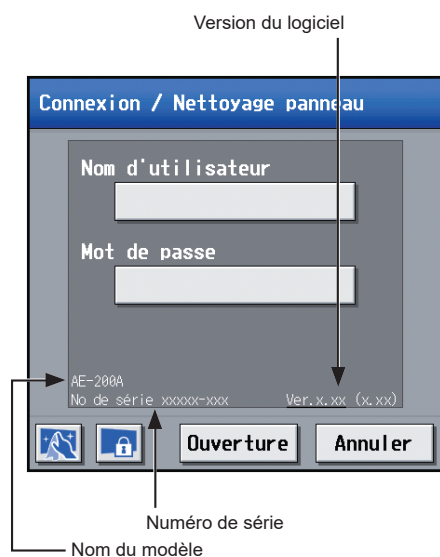 Version du logiciel
Connexion / Nettoyage panneau
Nom d'utilisateur
Mot de passe
AE-200A
No de série xxxxx-xxx Ver.x.xx (x.xx)
Ouverture Annuler
Numéro de série
Nom du modèle